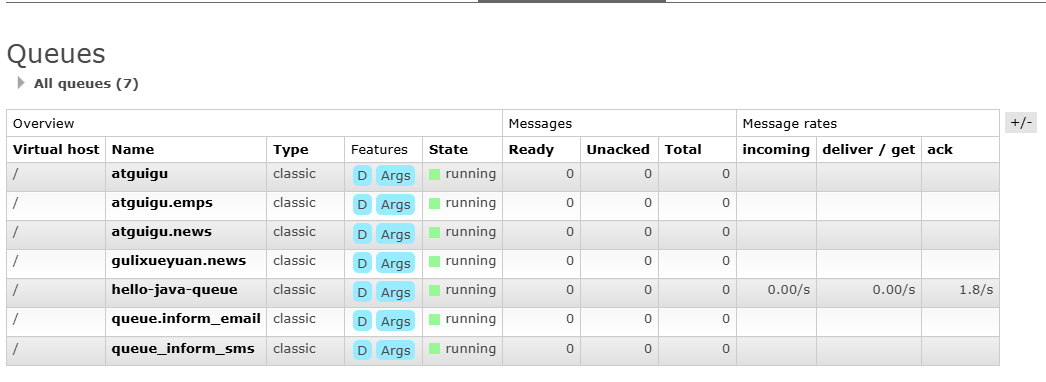 Queues
All queues (7)
Overview Messages Message rates +/-
Virtual host Name Type Features State Ready Unacked Total incoming deliver / get ack
/ atguigu classic D Args running 0 0 0
/ atguigu.emps classic D Args running 0 0 0
/ atguigu.news classic D Args running 0 0 0
/ gulixueyuan.news classic D Args running 0 0 0
/ hello-java-queue classic D Args running 0 0 0 0.00/s 0.00/s 1.8/s
/ queue.inform_email classic D Args running 0 0 0
/ queue_inform_sms classic D Args running 0 0 0